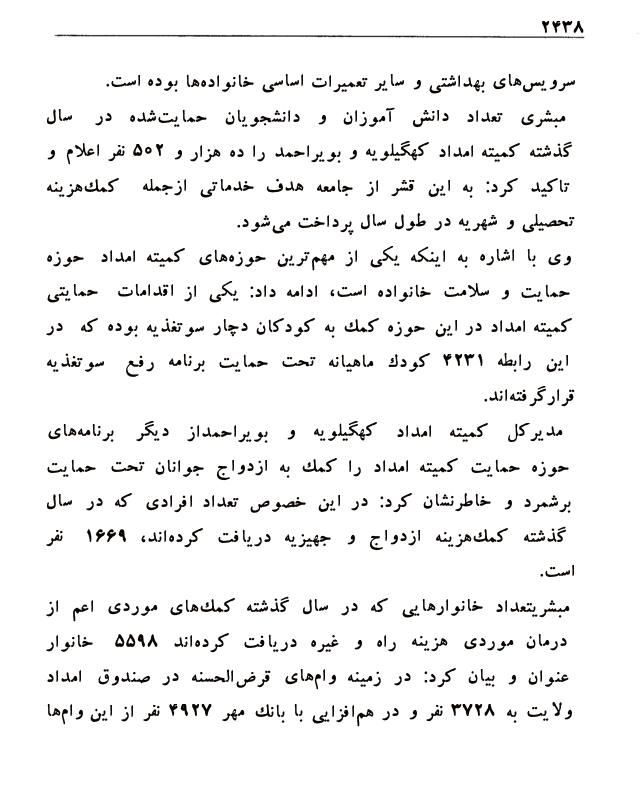 ۲۴۳۸
سرویس‌های بهداشتی و سایر تعمیرات اساسی خانواده‌ها بوده است.
مبشری تعداد دانش آموزان و دانشجویان حمایت‌شده در سال
گذشته کمیته امداد کهگیلویه و بویراحمد را ده هزار و ۵۰۲ نفر اعلام و
تاکید کرد: به این قشر از جامعه هدف خدماتی ازجمله کمك‌هزینه
تحصیلی و شهریه در طول سال پرداخت می‌شود.
وی با اشاره به اینکه یکی از مهم‌ترین حوزه‌های کمیته امداد حوزه
حمایت و سلامت خانواده است، ادامه داد: یکی از اقدامات حمایتی
کمیته امداد در این حوزه کمك به کودکان دچار سوتغذیه بوده که در
این رابطه ۴۲۳۱ کودك ماهیانه تحت حمایت برنامه رفع سوتغذیه
قرارگرفته‌اند.
مدیرکل کمیته امداد کهگیلویه و بویراحمداز دیگر برنامه‌های
حوزه حمایت کمیته امداد را کمك به ازدواج جوانان تحت حمایت
برشمرد و خاطرنشان کرد: در این خصوص تعداد افرادی که در سال
گذشته کمك‌هزینه ازدواج و جهیزیه دریافت کرده‌اند، ۱۶۶۹ نفر
است.
مبشریتعداد خانوارهایی که در سال گذشته کمك‌های موردی اعم از
درمان موردی هزینه راه و غیره دریافت کرده‌اند ۵۵۹۸ خانوار
عنوان و بیان کرد: در زمینه وام‌های قرض‌الحسنه در صندوق امداد
ولایت به ۳۷۲۸ نفر و در هم‌افزایی با بانك مهر ۴۹۲۷ نفر از این وام‌ها